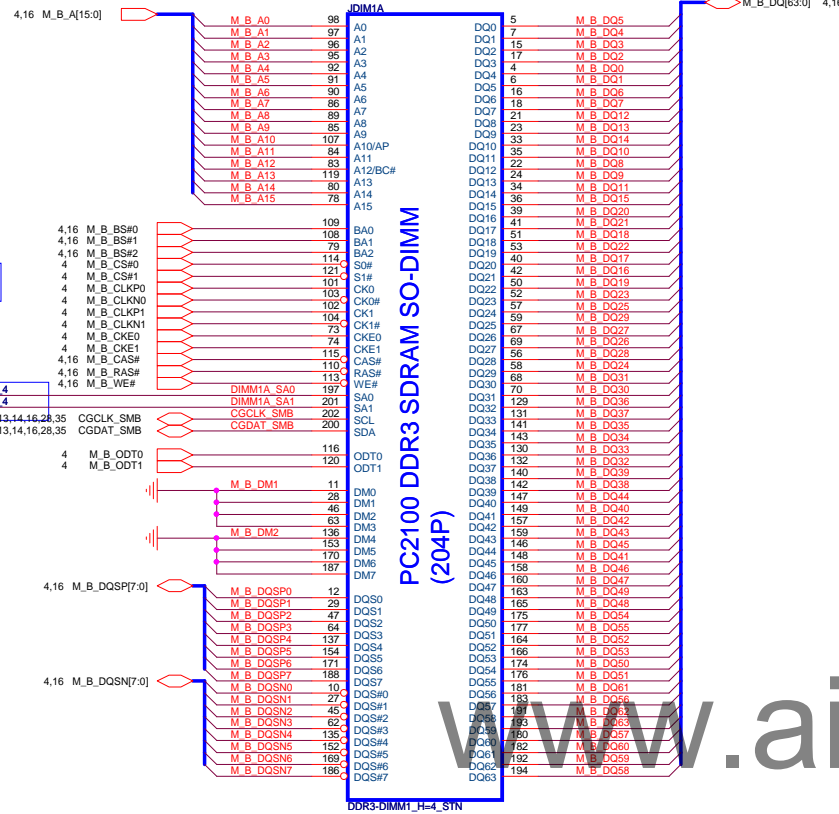 4,16 M_B_A[15:0]
JDIM1A
M_B_DQ[63:0] 4,16
M_B_A0 98 A0
M_B_A1 97 A1
M_B_A2 96 A2
M_B_A3 95 A3
M_B_A4 92 A4
M_B_A5 91 A5
M_B_A6 90 A6
M_B_A7 86 A7
M_B_A8 89 A8
M_B_A9 85 A9
M_B_A10 107 A10/AP
M_B_A11 84 A11
M_B_A12 83 A12/BC#
M_B_A13 119 A13
M_B_A14 80 A14
M_B_A15 78 A15
4,16 M_B_BS#0 109 BA0
4,16 M_B_BS#1 108 BA1
4,16 M_B_BS#2 79 BA2
4 M_B_CS#0 114 S0#
4 M_B_CS#1 121 S1#
4 M_B_CLKP0 101 CK0
4 M_B_CLKN0 103 CK0#
4 M_B_CLKP1 102 CK1
4 M_B_CLKN1 104 CK1#
4 M_B_CKE0 73 CKE0
4 M_B_CKE1 74 CKE1
4,16 M_B_CAS# 115 CAS#
4,16 M_B_RAS# 110 RAS#
4,16 M_B_WE# 113 WE#
4 DIMM1A_SA0 197 SA0
4 DIMM1A_SA1 201 SA1
13,14,16,28,35 CGCLK_SMB CGCLK_SMB 202 SCL
13,14,16,28,35 CGDAT_SMB CGDAT_SMB 200 SDA
4 M_B_ODT0 116 ODT0
4 M_B_ODT1 120 ODT1
M_B_DM1 11 DM0
28 DM1
46 DM2
63 DM3
M_B_DM2 136 DM4
153 DM5
170 DM6
187 DM7
4,16 M_B_DQSP[7:0]
M_B_DQSP0 12 DQS0
M_B_DQSP1 29 DQS1
M_B_DQSP2 47 DQS2
M_B_DQSP3 64 DQS3
M_B_DQSP4 137 DQS4
M_B_DQSP5 154 DQS5
M_B_DQSP6 171 DQS6
M_B_DQSP7 188 DQS7
4,16 M_B_DQSN[7:0]
M_B_DQSN0 10 DQS#0
M_B_DQSN1 27 DQS#1
M_B_DQSN2 45 DQS#2
M_B_DQSN3 62 DQS#3
M_B_DQSN4 135 DQS#4
M_B_DQSN5 152 DQS#5
M_B_DQSN6 169 DQS#6
M_B_DQSN7 186 DQS#7
PC2100 DDR3 SDRAM SO-DIMM
(204P)
DQ0 5 M_B_DQ5
DQ1 7 M_B_DQ4
DQ2 15 M_B_DQ3
DQ3 17 M_B_DQ2
DQ4 4 M_B_DQ0
DQ5 6 M_B_DQ1
DQ6 16 M_B_DQ6
DQ7 18 M_B_DQ7
DQ8 21 M_B_DQ12
DQ9 23 M_B_DQ13
DQ10 33 M_B_DQ14
DQ11 35 M_B_DQ10
DQ12 22 M_B_DQ8
DQ13 24 M_B_DQ9
DQ14 34 M_B_DQ11
DQ15 36 M_B_DQ15
DQ16 39 M_B_DQ20
DQ17 41 M_B_DQ21
DQ18 51 M_B_DQ18
DQ19 53 M_B_DQ22
DQ20 40 M_B_DQ17
DQ21 42 M_B_DQ16
DQ22 50 M_B_DQ19
DQ23 52 M_B_DQ23
DQ24 57 M_B_DQ25
DQ25 59 M_B_DQ29
DQ26 67 M_B_DQ27
DQ27 69 M_B_DQ26
DQ28 56 M_B_DQ28
DQ29 58 M_B_DQ24
DQ30 68 M_B_DQ31
DQ31 70 M_B_DQ30
DQ32 129 M_B_DQ36
DQ33 131 M_B_DQ37
DQ34 141 M_B_DQ35
DQ35 143 M_B_DQ34
DQ36 130 M_B_DQ33
DQ37 132 M_B_DQ32
DQ38 140 M_B_DQ39
DQ39 142 M_B_DQ38
DQ40 147 M_B_DQ44
DQ41 149 M_B_DQ40
DQ42 157 M_B_DQ42
DQ43 159 M_B_DQ43
DQ44 146 M_B_DQ45
DQ45 148 M_B_DQ41
DQ46 158 M_B_DQ46
DQ47 160 M_B_DQ47
DQ48 163 M_B_DQ49
DQ49 165 M_B_DQ48
DQ50 175 M_B_DQ54
DQ51 177 M_B_DQ55
DQ52 164 M_B_DQ52
DQ53 166 M_B_DQ53
DQ54 174 M_B_DQ50
DQ55 176 M_B_DQ51
DQ56 181 M_B_DQ61
DQ57 183 M_B_DQ56
DQ58 191 M_B_DQ62
DQ59 193 M_B_DQ63
DQ60 180 M_B_DQ57
DQ61 182 M_B_DQ60
DQ62 192 M_B_DQ59
DQ63 194 M_B_DQ58
www.ai
DDR3-DIMM1_H=4_STN